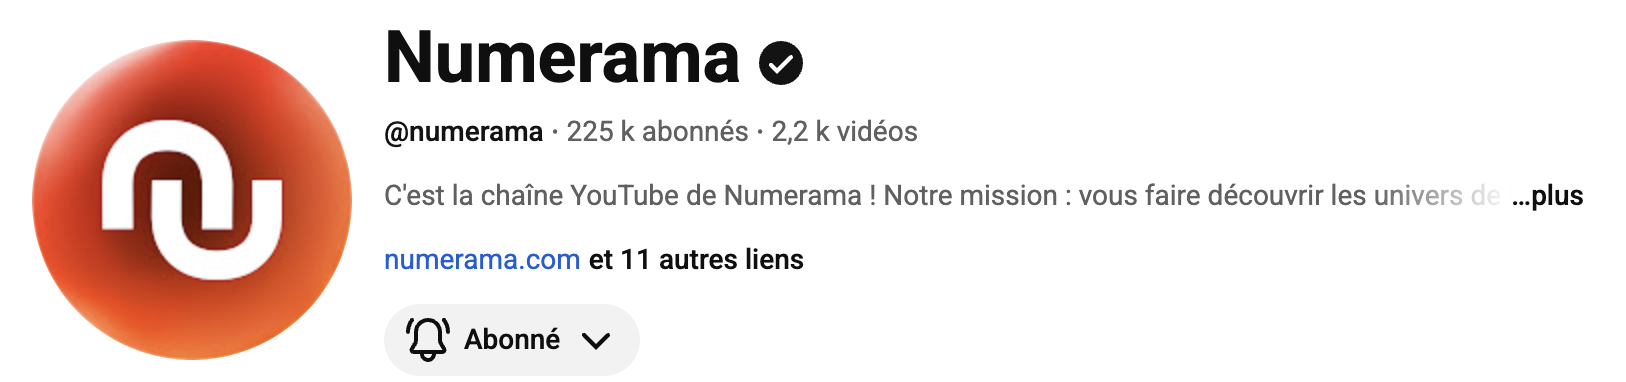 Numerama
@numerama · 225 k abonnés · 2,2 k vidéos
C'est la chaîne YouTube de Numerama ! Notre mission : vous faire découvrir les univers de ...plus
numerama.com et 11 autres liens
Abonné